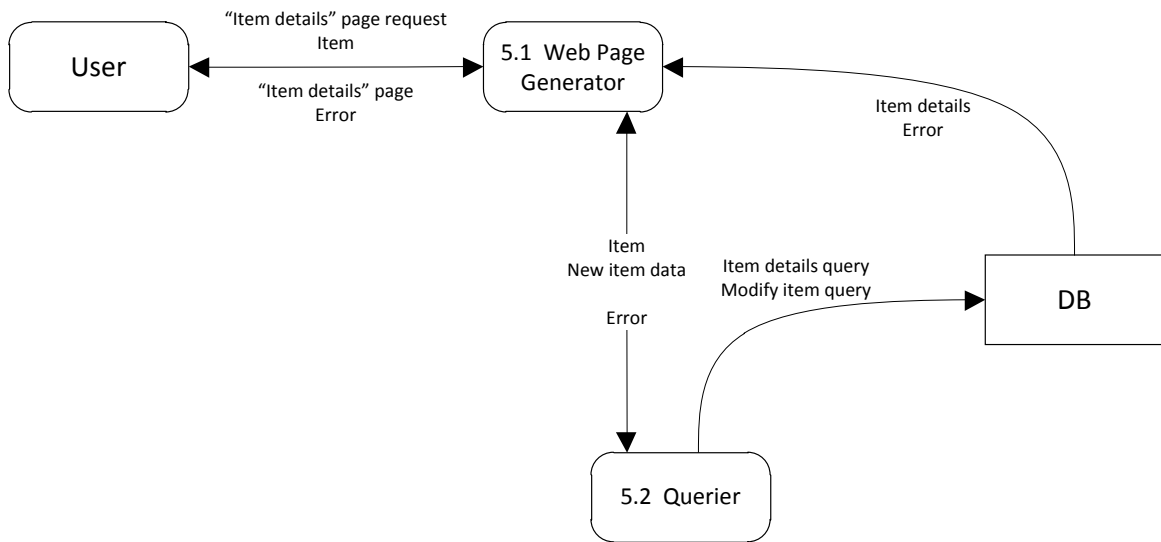 “Item details” page request
Item
User
5.1  Web Page
Generator
“Item details” page
Error
Item details
Error
Item
New item data
Error
Item details query
Modify item query
DB
5.2  Querier